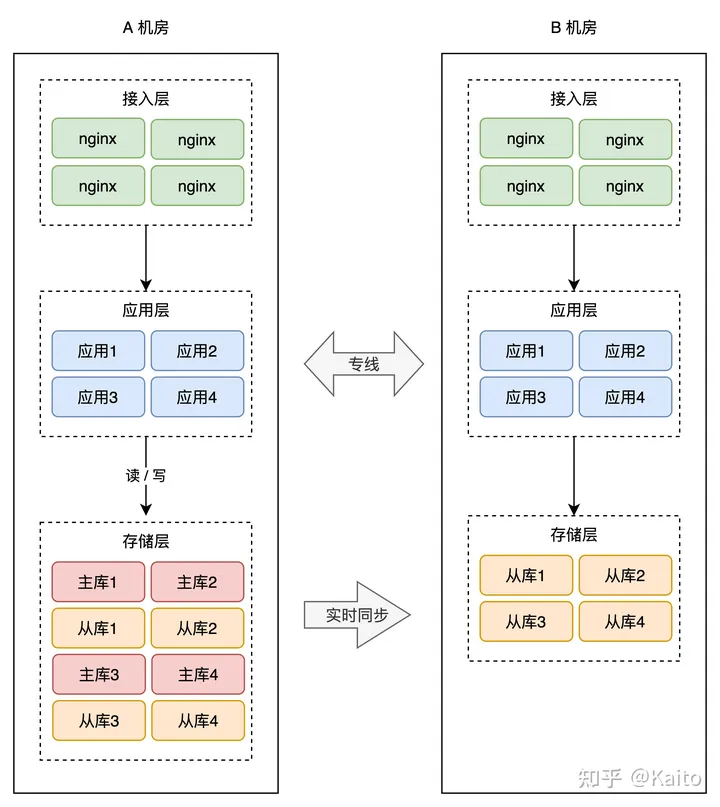 A 机房
接入层
nginx nginx
nginx nginx
应用层
应用1 应用2
应用3 应用4
读 / 写
存储层
主库1 主库2
从库1 从库2
主库3 主库4
从库3 从库4
专线
实时同步
B 机房
接入层
nginx nginx
nginx nginx
应用层
应用1 应用2
应用3 应用4
存储层
从库1 从库2
从库3 从库4
知乎 @Kaito